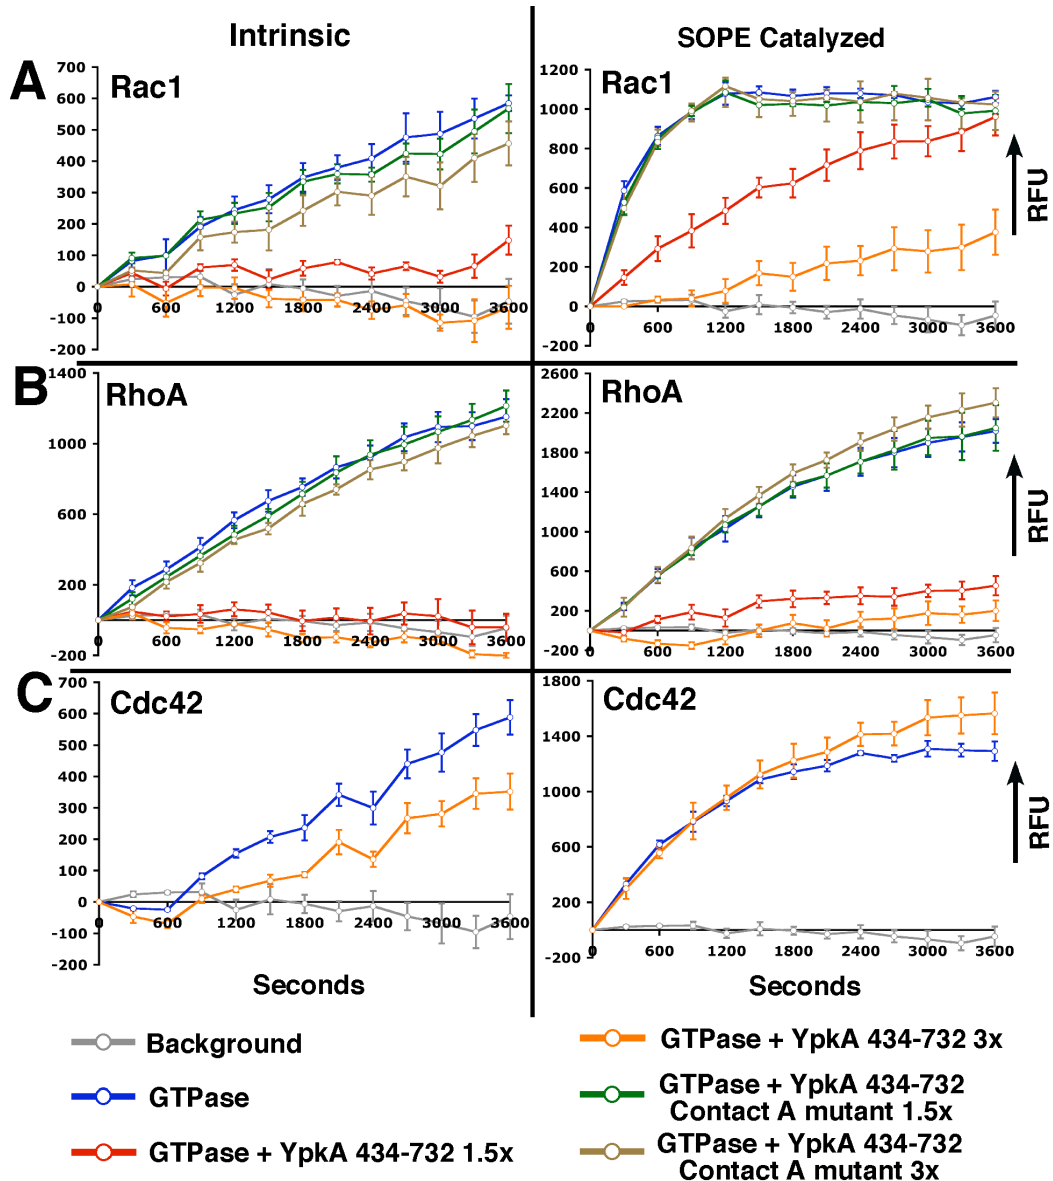 Intrinsic
SOPE Catalyzed
A
Rac1
700
600
500
400
300
200
100
0
-100
-200
0 600 1200 1800 2400 3000 3600
Rac1
1200
1000
800
600
400
200
0
-200
0 600 1200 1800 2400 3000 3600
RFU
B
RhoA
1400
1000
600
200
-200
0 600 1200 1800 2400 3000 3600
RhoA
2600
2200
1800
1400
1000
600
200
-200
0 600 1200 1800 2400 3000 3600
RFU
C
Cdc42
700
600
500
400
300
200
100
0
-100
-200
0 600 1200 1800 2400 3000 3600
Seconds
Cdc42
1800
1400
1000
600
200
-200
0 600 1200 1800 2400 3000 3600
Seconds
RFU
Background
GTPase
GTPase + YpkA 434-732 1.5x
GTPase + YpkA 434-732 3x
GTPase + YpkA 434-732
Contact A mutant 1.5x
GTPase + YpkA 434-732
Contact A mutant 3x